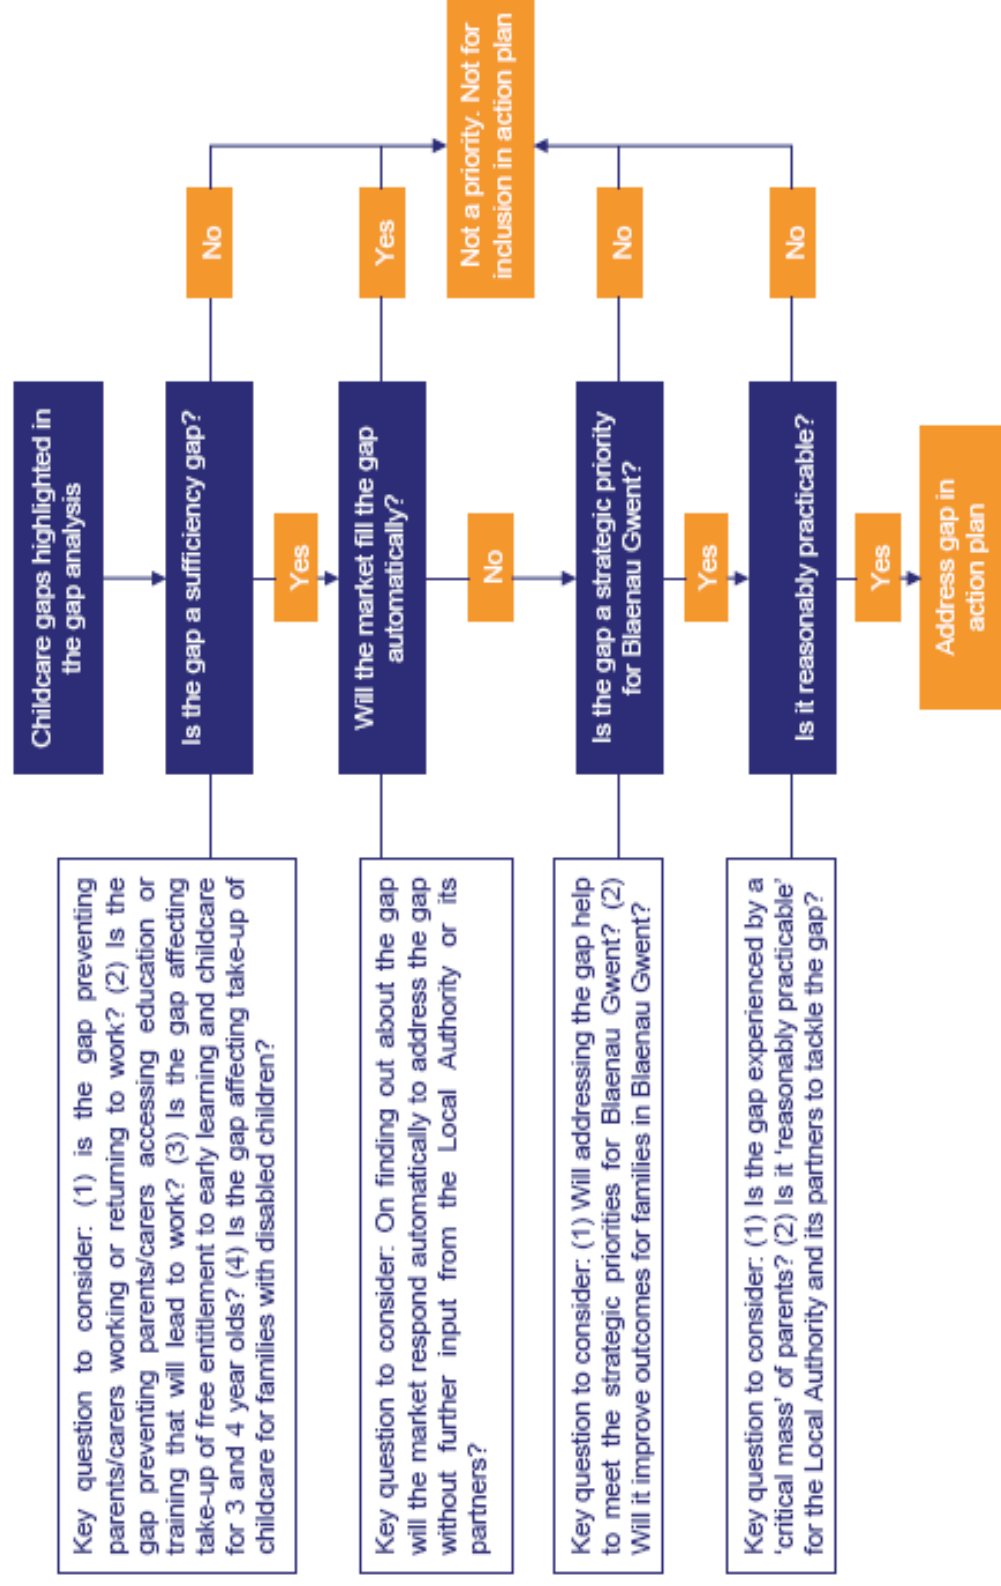 Childcare gaps highlighted in
the gap analysis
Key question to consider: (1) is the gap preventing
parents/carers working or returning to work? (2) Is the
gap preventing parents/carers accessing education or
training that will lead to work? (3) Is the gap affecting
take-up of free entitlement to early learning and childcare
for 3 and 4 year olds? (4) Is the gap affecting take-up of
childcare for families with disabled children?
Is the gap a sufficiency gap?
No
Yes
Key question to consider: On finding out about the gap
will the market respond automatically to address the gap
without further input from the Local Authority or its
partners?
Will the market fill the gap
automatically?
Yes
No
Not a priority. Not for
inclusion in action plan
Key question to consider: (1) Will addressing the gap help
to meet the strategic priorities for Blaenau Gwent? (2)
Will it improve outcomes for families in Blaenau Gwent?
Is the gap a strategic priority
for Blaenau Gwent?
No
Yes
Key question to consider: (1) Is the gap experienced by a
‘critical mass’ of parents? (2) Is it ‘reasonably practicable’
for the Local Authority and its partners to tackle the gap?
Is it reasonably practicable?
No
Yes
Address gap in
action plan